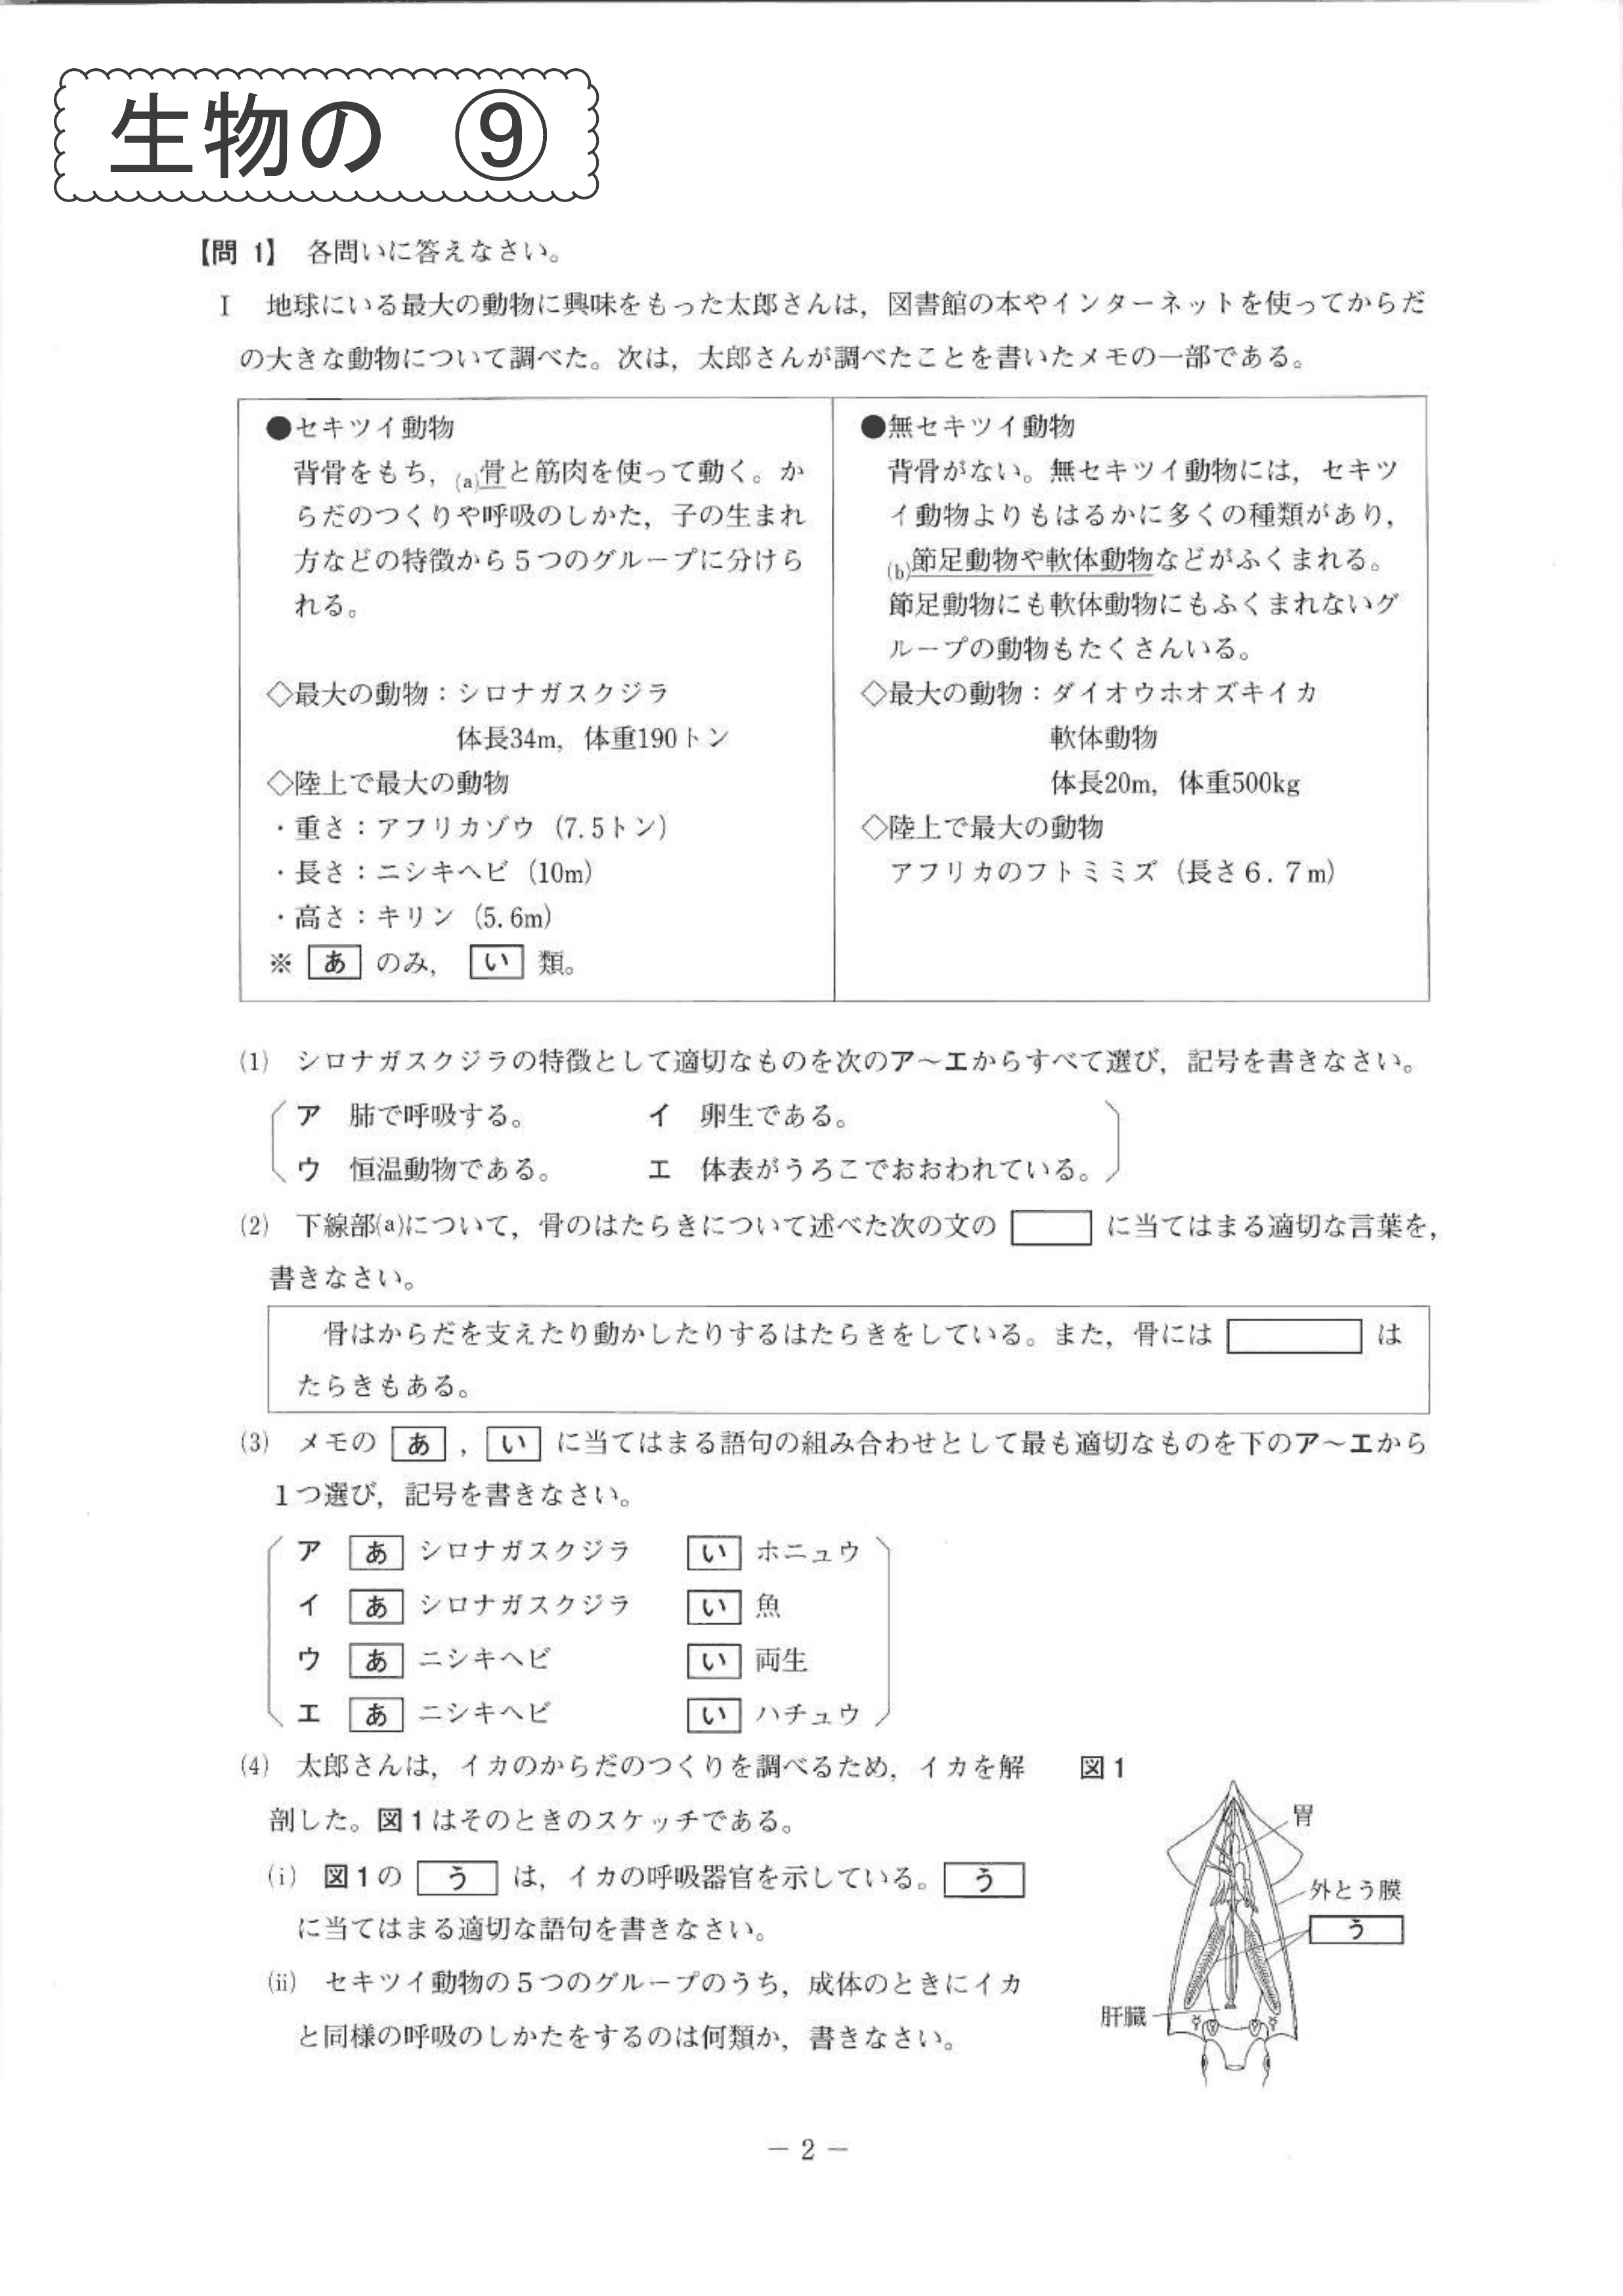 生物の ⑨
【問 1】 各問いに答えなさい。
Ⅰ 地球にいる最大の動物に興味をもった太郎さんは，図書館の本やインターネットを使ってからだ
の大きな動物について調べた。次は，太郎さんが調べたことを書いたメモの一部である。
●セキツイ動物
背骨をもち，(a)骨と筋肉を使って動く。か
らだのつくりや呼吸のしかた，子の生まれ
方などの特徴から５つのグループに分けら
れる。
◇最大の動物：シロナガスクジラ
体長34m，体重190トン
◇陸上で最大の動物
・重さ：アフリカゾウ（7.5トン）
・長さ：ニシキヘビ（10m）
・高さ：キリン（5.6m）
※ あ のみ， い 類。
●無セキツイ動物
背骨がない。無セキツイ動物には，セキツ
イ動物よりもはるかに多くの種類があり，
(b)節足動物や軟体動物などがふくまれる。
節足動物にも軟体動物にもふくまれないグ
ループの動物もたくさんいる。
◇最大の動物：ダイオウホオズキイカ
軟体動物
体長20m，体重500kg
◇陸上で最大の動物
アフリカのフトミミズ（長さ６.７m）
(1) シロナガスクジラの特徴として適切なものを次のア～エからすべて選び，記号を書きなさい。
ア 肺で呼吸する。 イ 卵生である。
ウ 恒温動物である。 エ 体表がうろこでおおわれている。
(2) 下線部(a)について，骨のはたらきについて述べた次の文の に当てはまる適切な言葉を，
書きなさい。
骨はからだを支えたり動かしたりするはたらきをしている。また，骨には は
たらきもある。
(3) メモの あ ， い に当てはまる語句の組み合わせとして最も適切なものを下のア～エから
１つ選び，記号を書きなさい。
ア あ シロナガスクジラ い ホニュウ
イ あ シロナガスクジラ い 魚
ウ あ ニシキヘビ い 両生
エ あ ニシキヘビ い ハチュウ
(4) 太郎さんは，イカのからだのつくりを調べるため，イカを解
剖した。図１はそのときのスケッチである。
(ⅰ) 図１の う は，イカの呼吸器官を示している。 う
に当てはまる適切な語句を書きなさい。
(ⅱ) セキツイ動物の５つのグループのうち，成体のときにイカ
と同様の呼吸のしかたをするのは何類か，書きなさい。
図１
胃
外とう膜
う
肝臓
－ 2 －